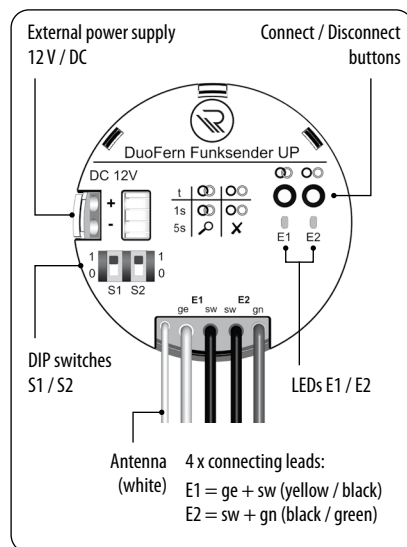 External power supply
12 V / DC
Connect / Disconnect
buttons
DuoFern Funksender UP
DC 12V
+
-
t
1s
5s
E1 E2
1 1
0 0
S1 S2
E1 E2
ge sw sw gn
DIP switches
S1 / S2
LEDs E1 / E2
Antenna
(white)
4 x connecting leads:
E1 = ge + sw (yellow / black)
E2 = sw + gn (black / green)